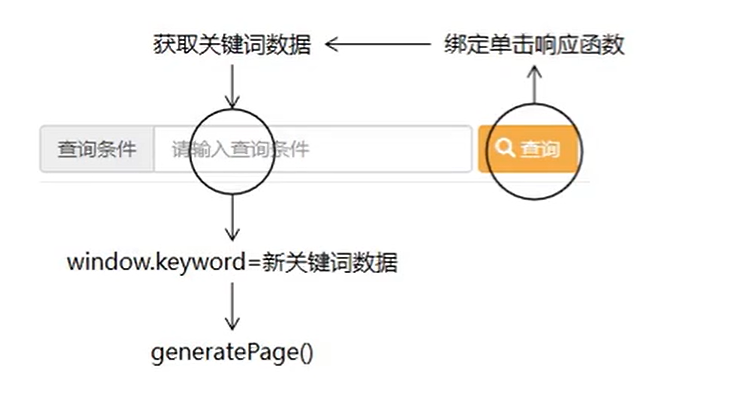 获取关键词数据
绑定单击响应函数
查询条件
请输入查询条件
查询
window.keyword=新关键词数据
generatePage()